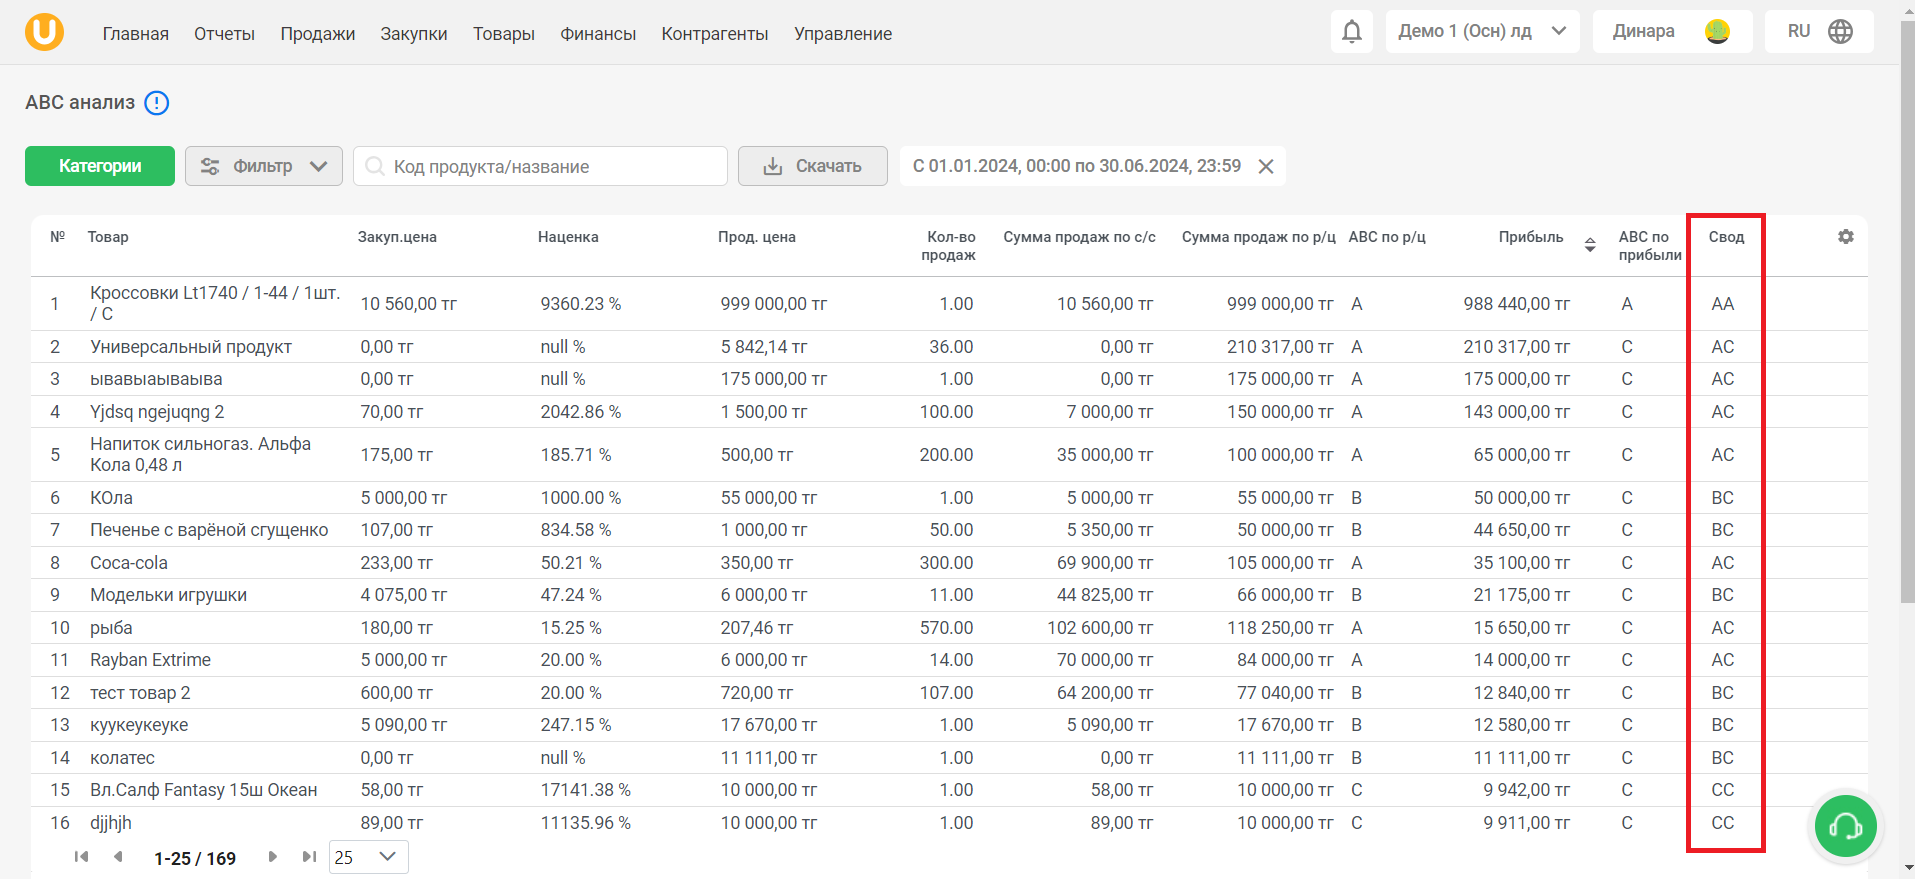 U Главная Отчеты Продажи Закупки Товары Финансы Контрагенты Управление Демо 1 (Осн) лд Динара RU
ABC анализ
Категории Фильтр Код продукта/название Скачать С 01.01.2024, 00:00 по 30.06.2024, 23:59
№ Товар Закуп.цена Наценка Прод. цена Кол-во продаж Сумма продаж по с/с Сумма продаж по р/ц ABC по р/ц Прибыль ABC по прибыли Свод
1 Кроссовки Lt1740 / 1-44 / 1шт. / C 10 560,00 тг 9360.23 % 999 000,00 тг 1.00 10 560,00 тг 999 000,00 тг A 988 440,00 тг A AA
2 Универсальный продукт 0,00 тг null % 5 842,14 тг 36.00 0,00 тг 210 317,00 тг A 210 317,00 тг C AC
3 ывавыаываыва 0,00 тг null % 175 000,00 тг 1.00 0,00 тг 175 000,00 тг A 175 000,00 тг C AC
4 Yjdsq ngejuqng 2 70,00 тг 2042.86 % 1 500,00 тг 100.00 7 000,00 тг 150 000,00 тг A 143 000,00 тг C AC
5 Напиток сильногаз. Альфа Кола 0,48 л 175,00 тг 185.71 % 500,00 тг 200.00 35 000,00 тг 100 000,00 тг A 65 000,00 тг C AC
6 КОла 5 000,00 тг 1000.00 % 55 000,00 тг 1.00 5 000,00 тг 55 000,00 тг B 50 000,00 тг C BC
7 Печенье с варёной сгущенко 107,00 тг 834.58 % 1 000,00 тг 50.00 5 350,00 тг 50 000,00 тг B 44 650,00 тг C BC
8 Coca-cola 233,00 тг 50.21 % 350,00 тг 300.00 69 900,00 тг 105 000,00 тг A 35 100,00 тг C AC
9 Модельки игрушки 4 075,00 тг 47.24 % 6 000,00 тг 11.00 44 825,00 тг 66 000,00 тг B 21 175,00 тг C BC
10 рыба 180,00 тг 15.25 % 207,46 тг 570.00 102 600,00 тг 118 250,00 тг A 15 650,00 тг C AC
11 Rayban Extrime 5 000,00 тг 20.00 % 6 000,00 тг 14.00 70 000,00 тг 84 000,00 тг A 14 000,00 тг C AC
12 тест товар 2 600,00 тг 20.00 % 720,00 тг 107.00 64 200,00 тг 77 040,00 тг B 12 840,00 тг C BC
13 куукеукеуке 5 090,00 тг 247.15 % 17 670,00 тг 1.00 5 090,00 тг 17 670,00 тг B 12 580,00 тг C BC
14 колатес 0,00 тг null % 11 111,00 тг 1.00 0,00 тг 11 111,00 тг B 11 111,00 тг C BC
15 Вл.Салф Fantasy 15ш Океан 58,00 тг 17141.38 % 10 000,00 тг 1.00 58,00 тг 10 000,00 тг C 9 942,00 тг C CC
16 djjhjh 89,00 тг 11135.96 % 10 000,00 тг 1.00 89,00 тг 10 000,00 тг C 9 911,00 тг C CC
1-25 / 169 25